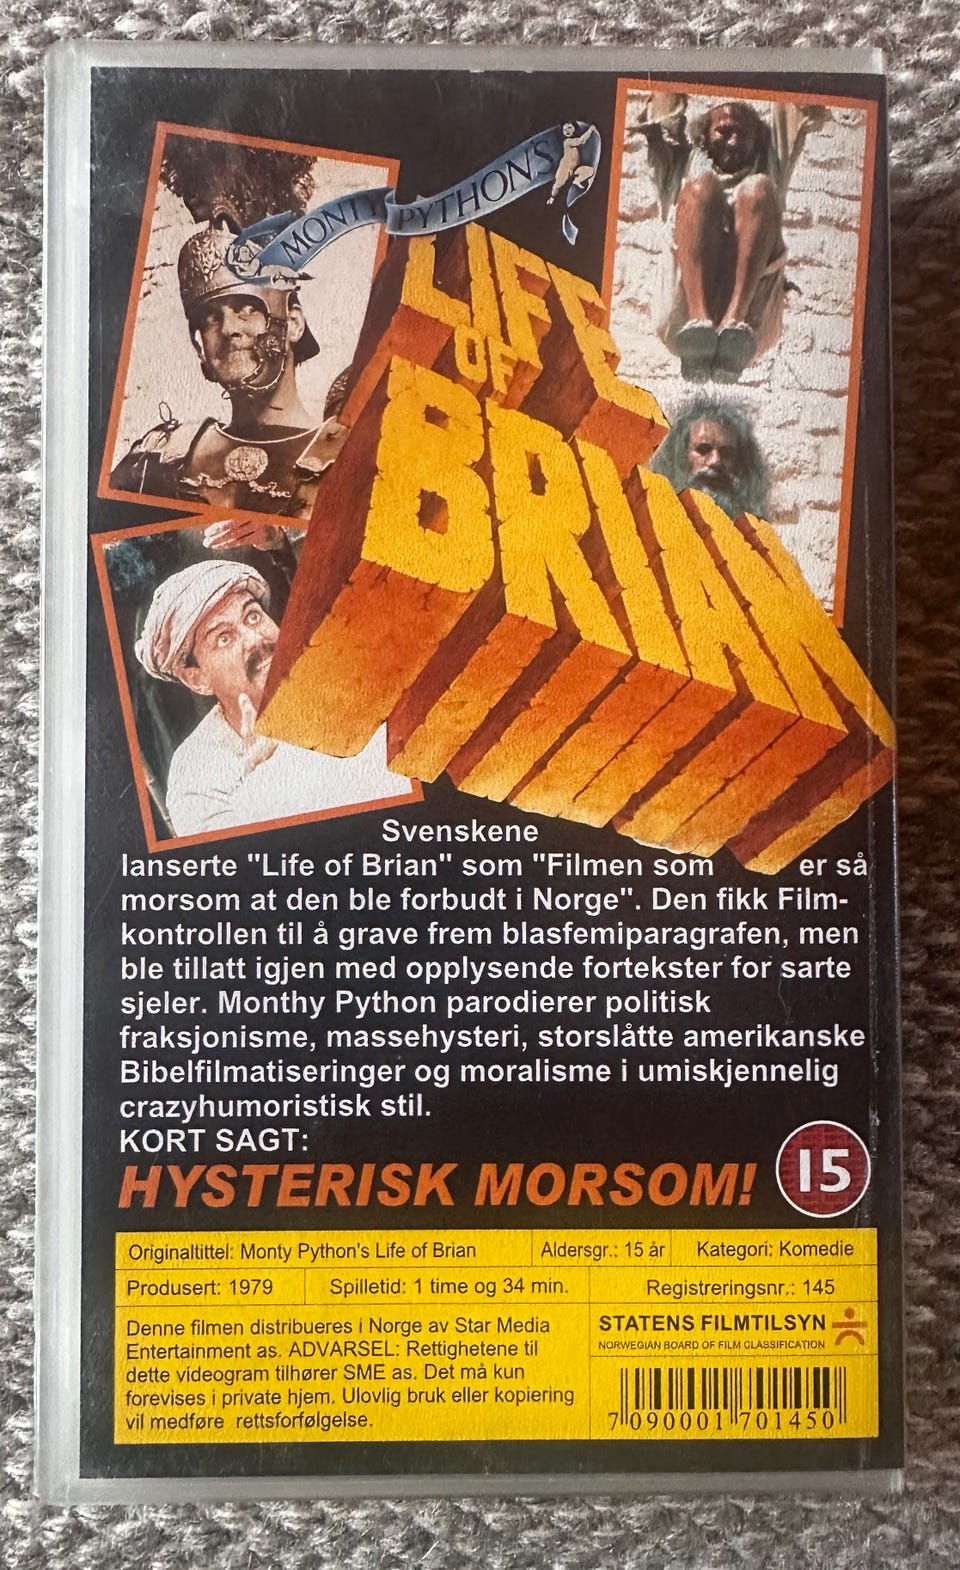 MONTY PYTHON'S
LIFE
OF
BRIAN
Svenskene
lanserte "Life of Brian" som "Filmen som er så
morsom at den ble forbudt i Norge". Den fikk Film-
kontrollen til å grave frem blasfemiparagrafen, men
ble tillatt igjen med opplysende fortekster for sarte
sjeler. Monthy Python parodierer politisk
fraksjonisme, massehysteri, storslåtte amerikanske
Bibelfilmatiseringer og moralisme i umiskjennelig
crazyhumoristisk stil.
KORT SAGT:
HYSTERISK MORSOM!
15
Originaltittel: Monty Python's Life of Brian Aldersgr.: 15 år Kategori: Komedie
Produsert: 1979 Spilletid: 1 time og 34 min. Registreringsnr.: 145
Denne filmen distribueres i Norge av Star Media
Entertainment as. ADVARSEL: Rettighetene til
dette videogram tilhører SME as. Det må kun
forevises i private hjem. Ulovlig bruk eller kopiering
vil medføre rettsforfølgelse.
STATENS FILMTILSYN
NORWEGIAN BOARD OF FILM CLASSIFICATION
7 090001 701450